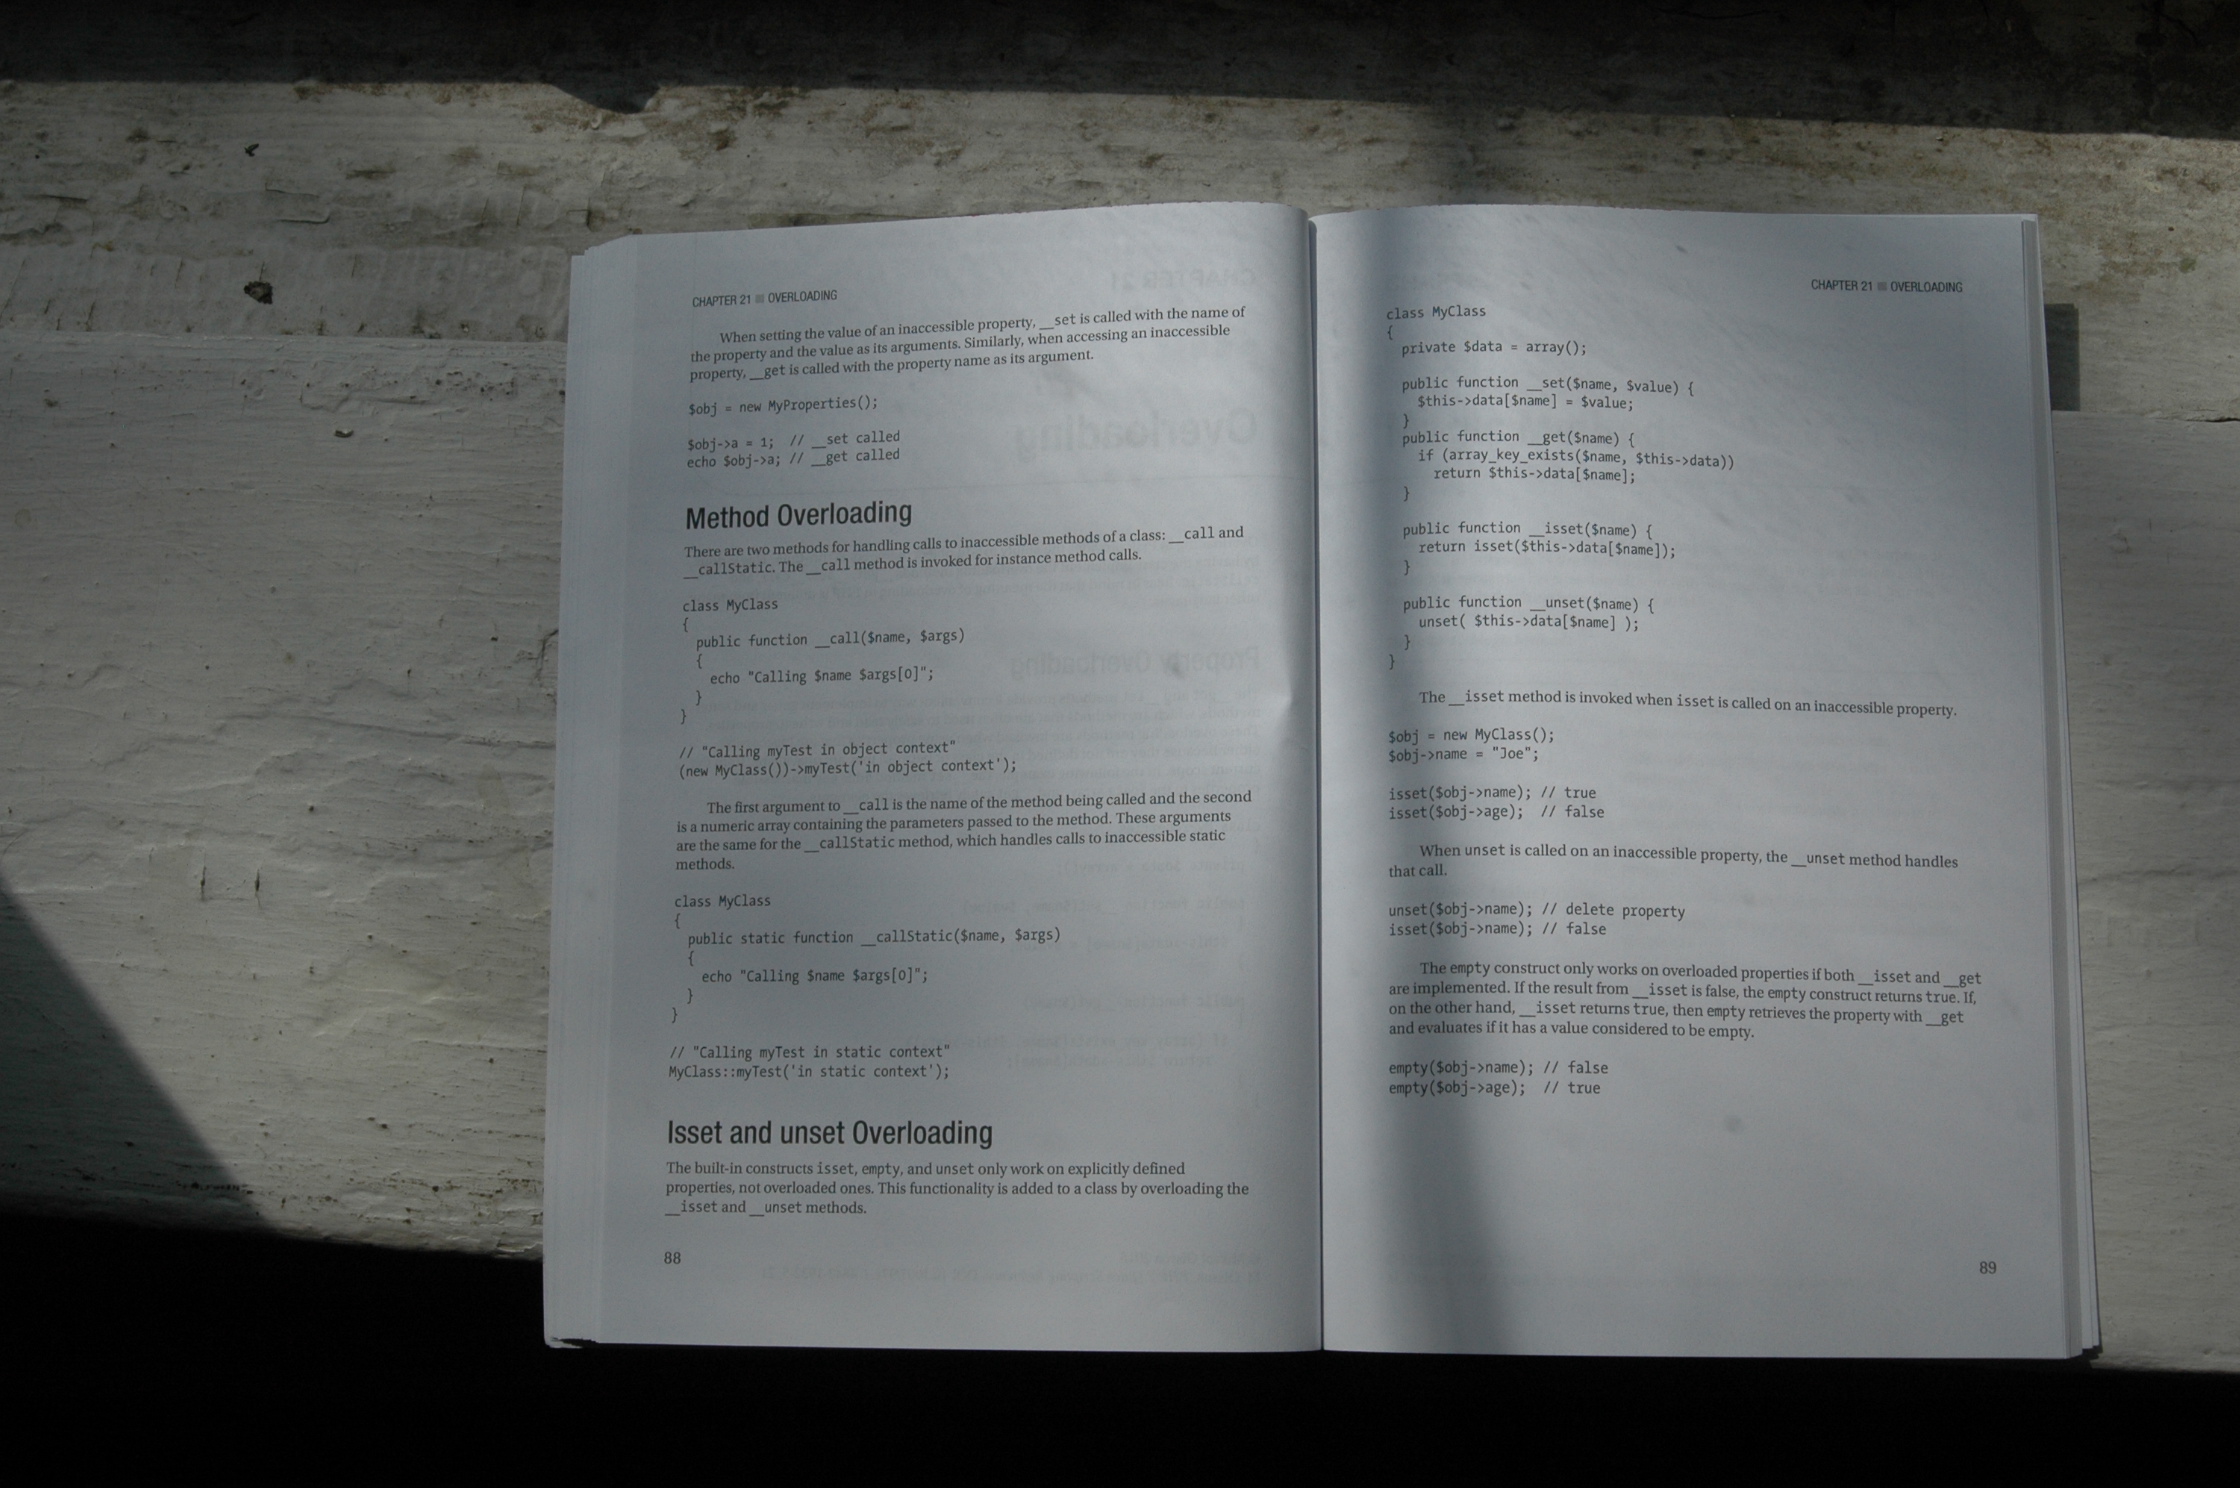 CHAPTER 21 ■ OVERLOADING
When setting the value of an inaccessible property, __set is called with the name of
the property and the value as its arguments. Similarly, when accessing an inaccessible
property, __get is called with the property name as its argument.
$obj = new MyProperties();
$obj->a = 1;  // __set called
echo $obj->a; // __get called
Method Overloading
There are two methods for handling calls to inaccessible methods of a class: __call and
__callStatic. The __call method is invoked for instance method calls.
class MyClass
{
public function __call($name, $args)
{
echo "Calling $name $args[0]";
}
}
// "Calling myTest in object context"
(new MyClass())->myTest('in object context');
The first argument to __call is the name of the method being called and the second
is a numeric array containing the parameters passed to the method. These arguments
are the same for the __callStatic method, which handles calls to inaccessible static
methods.
class MyClass
{
public static function __callStatic($name, $args)
{
echo "Calling $name $args[0]";
}
}
// "Calling myTest in static context"
MyClass::myTest('in static context');
Isset and unset Overloading
The built-in constructs isset, empty, and unset only work on explicitly defined
properties, not overloaded ones. This functionality is added to a class by overloading the
__isset and __unset methods.
88
CHAPTER 21 ■ OVERLOADING
class MyClass
{
private $data = array();
public function __set($name, $value) {
$this->data[$name] = $value;
}
public function __get($name) {
if (array_key_exists($name, $this->data))
return $this->data[$name];
}
public function __isset($name) {
return isset($this->data[$name]);
}
public function __unset($name) {
unset( $this->data[$name] );
}
}
The __isset method is invoked when isset is called on an inaccessible property.
$obj = new MyClass();
$obj->name = "Joe";
isset($obj->name); // true
isset($obj->age);  // false
When unset is called on an inaccessible property, the __unset method handles
that call.
unset($obj->name); // delete property
isset($obj->name); // false
The empty construct only works on overloaded properties if both __isset and __get
are implemented. If the result from __isset is false, the empty construct returns true. If,
on the other hand, __isset returns true, then empty retrieves the property with __get
and evaluates if it has a value considered to be empty.
empty($obj->name); // false
empty($obj->age);  // true
89